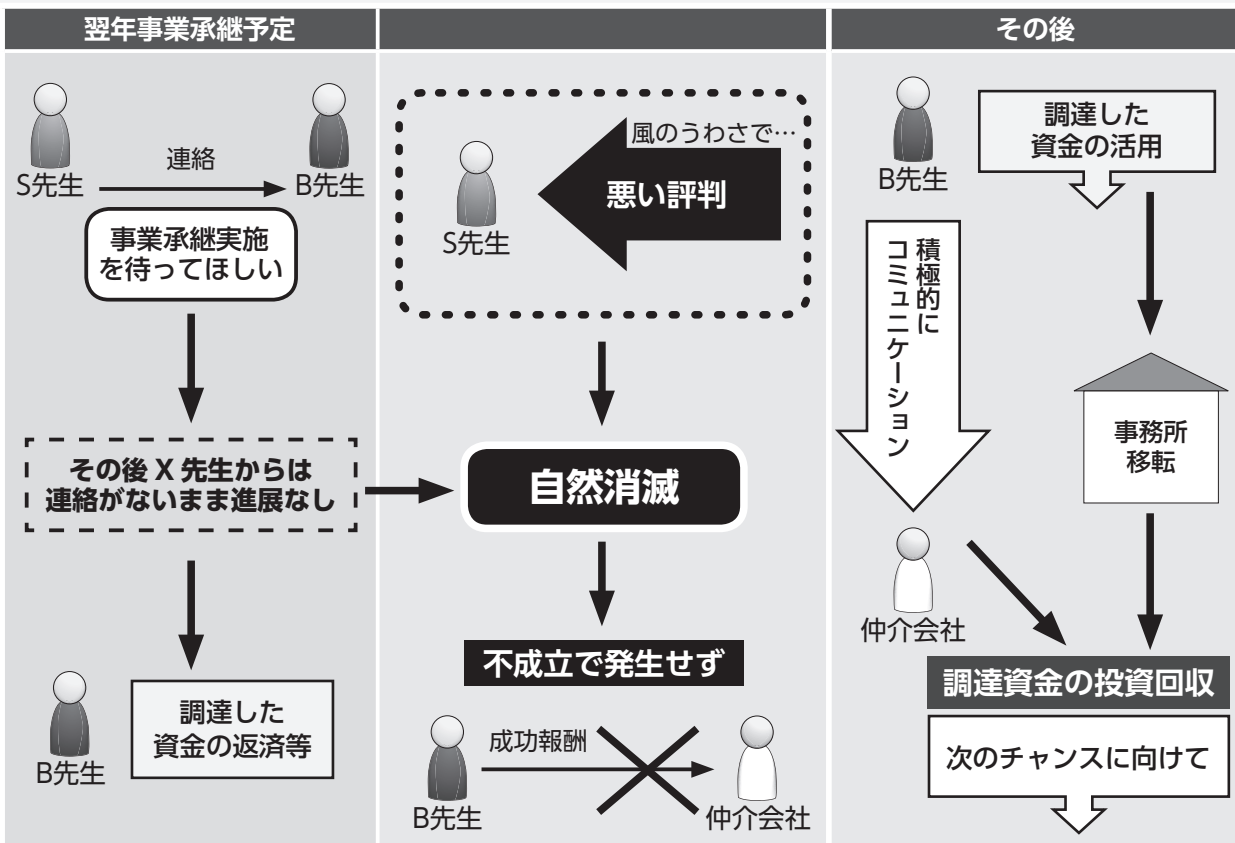 翌年事業承継予定
S先生
連絡
B先生
事業承継実施
を待ってほしい
その後 X 先生からは
連絡がないまま進展なし
B先生
調達した
資金の返済等
風のうわさで…
悪い評判
S先生
自然消滅
不成立で発生せず
成功報酬
B先生
仲介会社
その後
B先生
調達した
資金の活用
積極的に
コミュニケーション
事務所
移転
仲介会社
調達資金の投資回収
次のチャンスに向けて